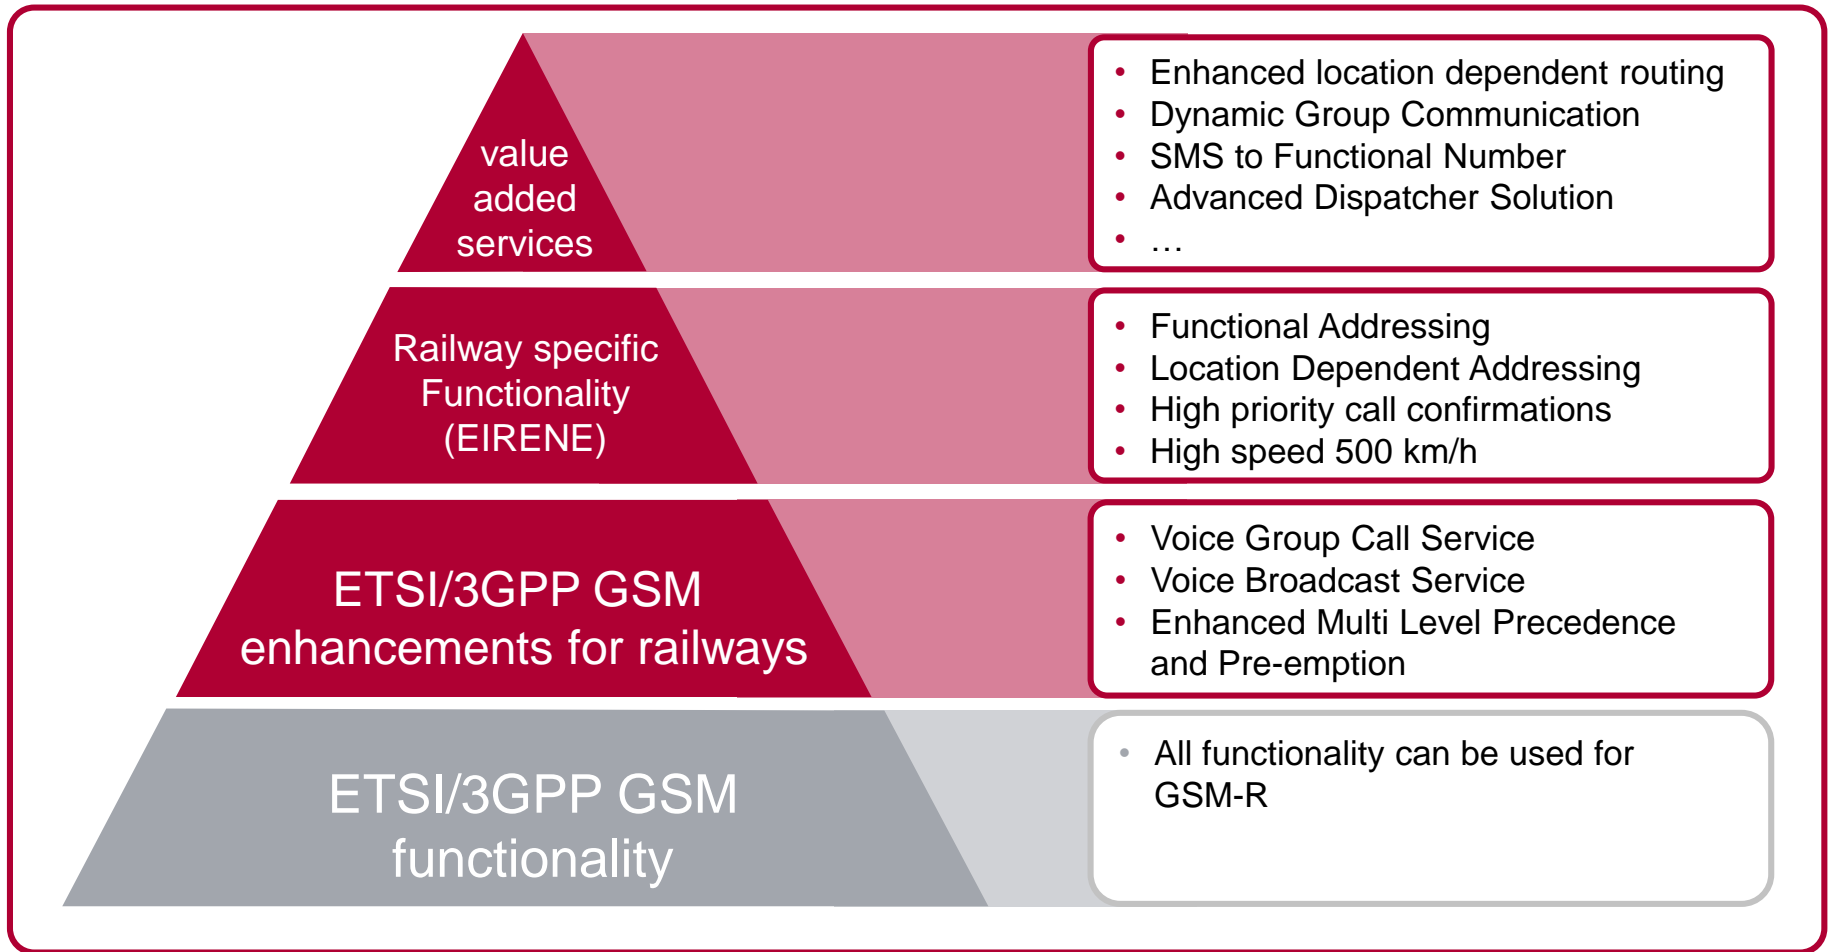 value
added
services
• Enhanced location dependent routing
• Dynamic Group Communication
• SMS to Functional Number
• Advanced Dispatcher Solution
• …
Railway specific
Functionality
(EIRENE)
• Functional Addressing
• Location Dependent Addressing
• High priority call confirmations
• High speed 500 km/h
ETSI/3GPP GSM
enhancements for railways
• Voice Group Call Service
• Voice Broadcast Service
• Enhanced Multi Level Precedence
and Pre-emption
ETSI/3GPP GSM
functionality
• All functionality can be used for
GSM-R